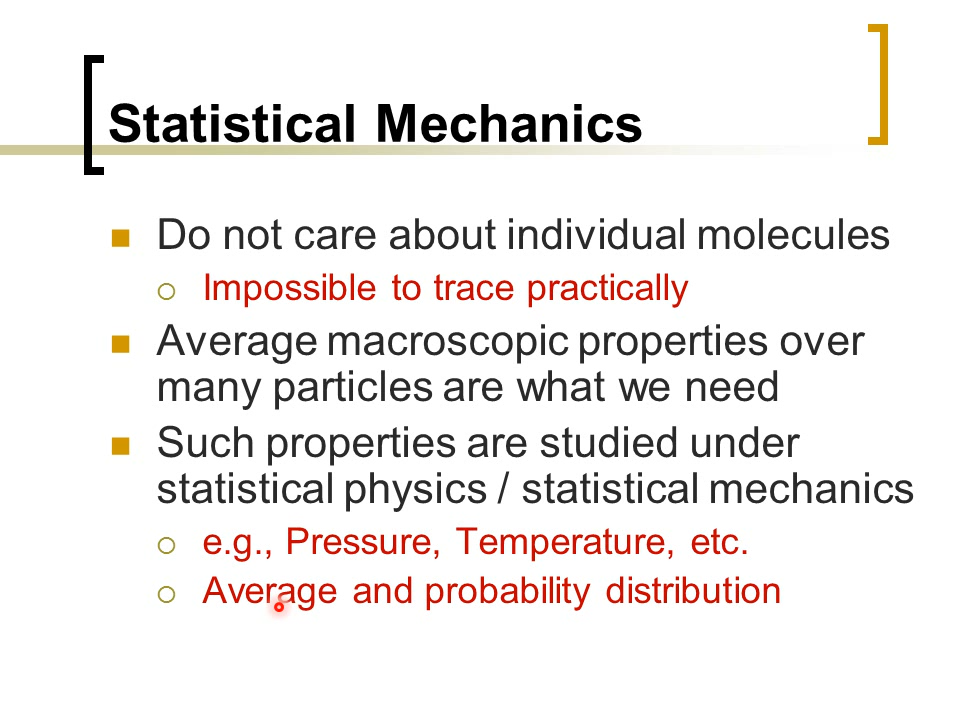 Statistical Mechanics
Do not care about individual molecules
Impossible to trace practically
Average macroscopic properties over
many particles are what we need
Such properties are studied under
statistical physics / statistical mechanics
e.g., Pressure, Temperature, etc.
Average and probability distribution